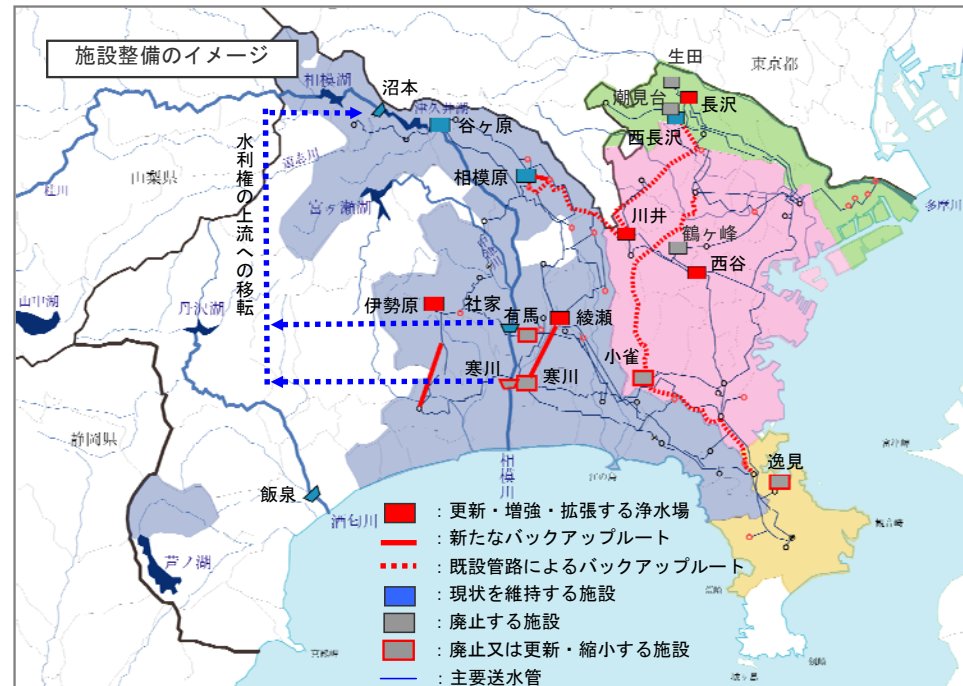 施設整備のイメージ
生田
東京都
相模湖
沼本
津久井湖
潮見台
長沢
谷ヶ原
西長沢
水利権の上流への移転
山梨県
相模原
宮ヶ瀬湖
多摩川
川井
鶴ヶ峰
西谷
山中湖
丹沢湖
伊勢原
社家
有馬
綾瀬
小雀
寒川
寒川
静岡県
相模川
江の島
逸見
飯泉
酒匂川
芦ノ湖
：更新・増強・拡張する浄水場
：新たなバックアップルート
：既設管路によるバックアップルート
：現状を維持する施設
：廃止する施設
：廃止又は更新・縮小する施設
：主要送水管